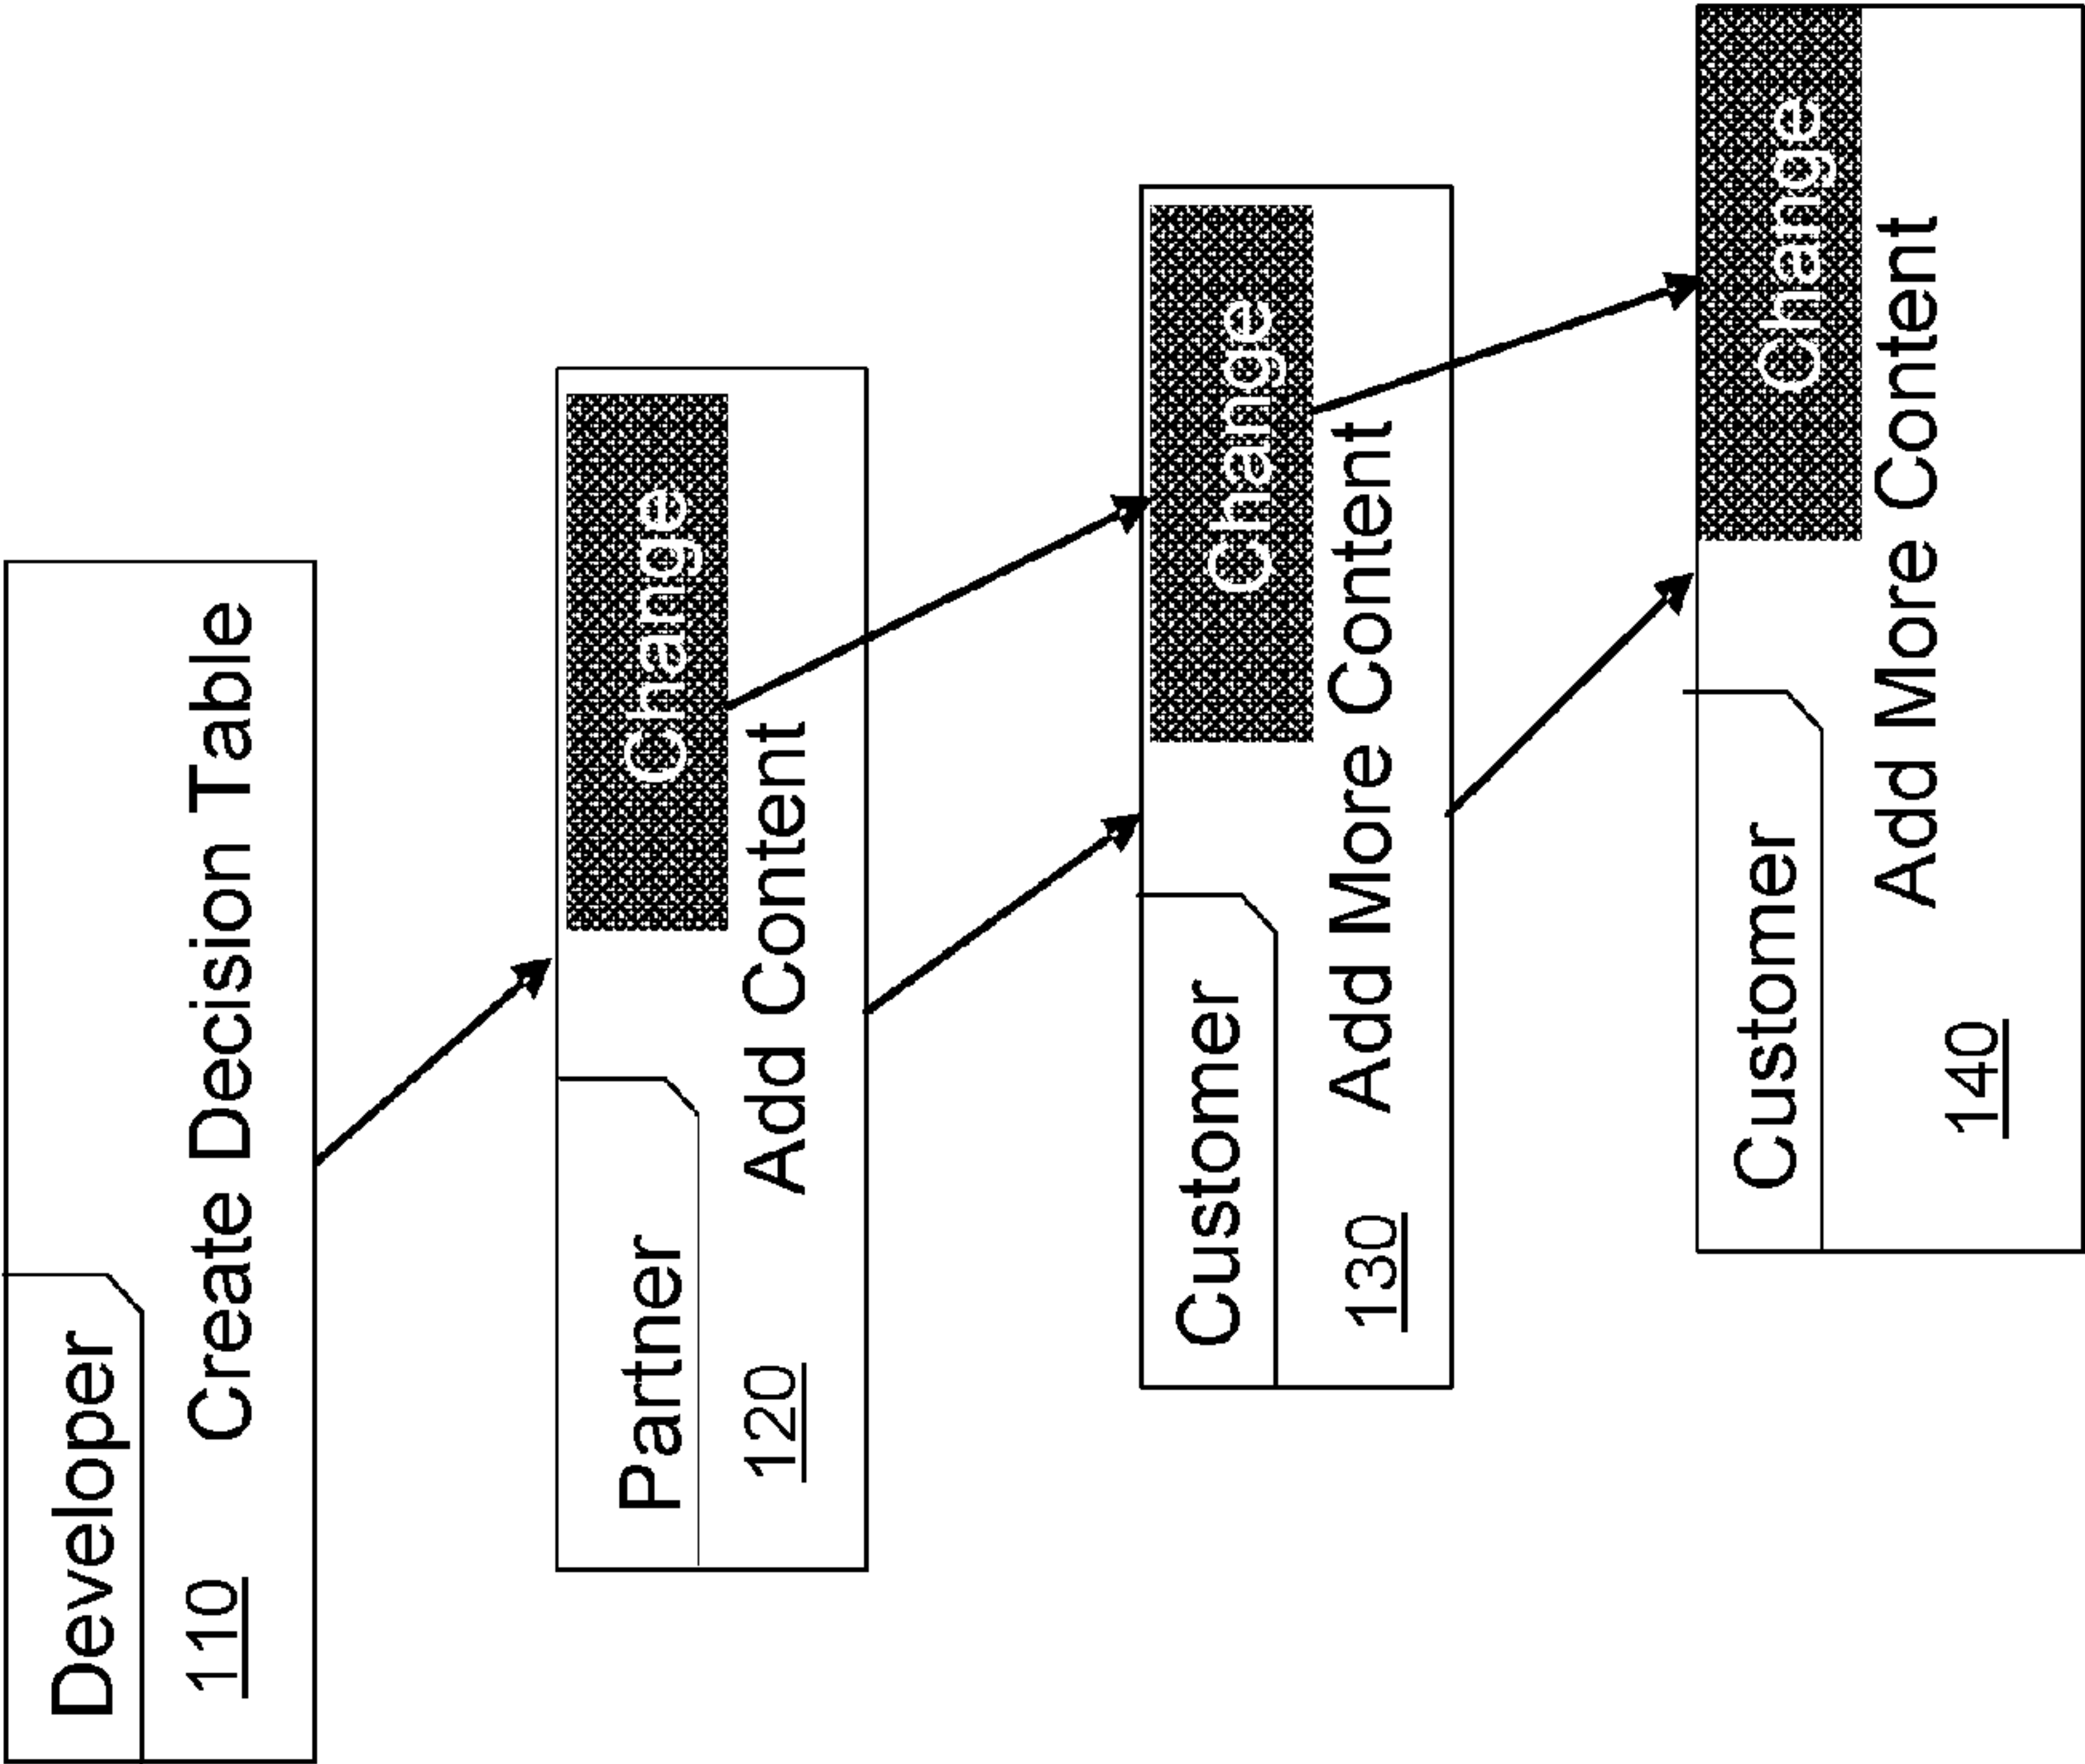 Developer
110 Create Decision Table
Partner
Change
120 Add Content
Customer
Change
130 Add More Content
Customer
Change
Add More Content
140